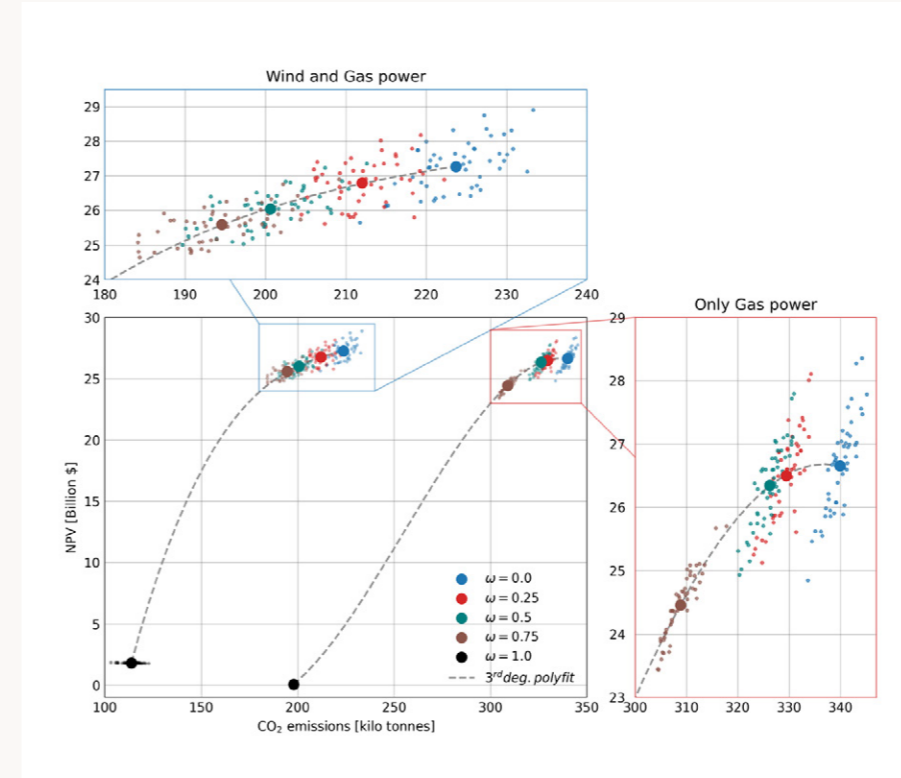 Wind and Gas power
29
28
27
26
25
24
180 190 200 210 220 230 240
Only Gas power
30
25
20
15
10
5
0
NPV [Billion $]
ω = 0.0
ω = 0.25
ω = 0.5
ω = 0.75
ω = 1.0
3rd deg. polyfit
100 150 200 250 300 350
CO₂ emissions [kilo tonnes]
29
28
27
26
25
24
23
300 310 320 330 340